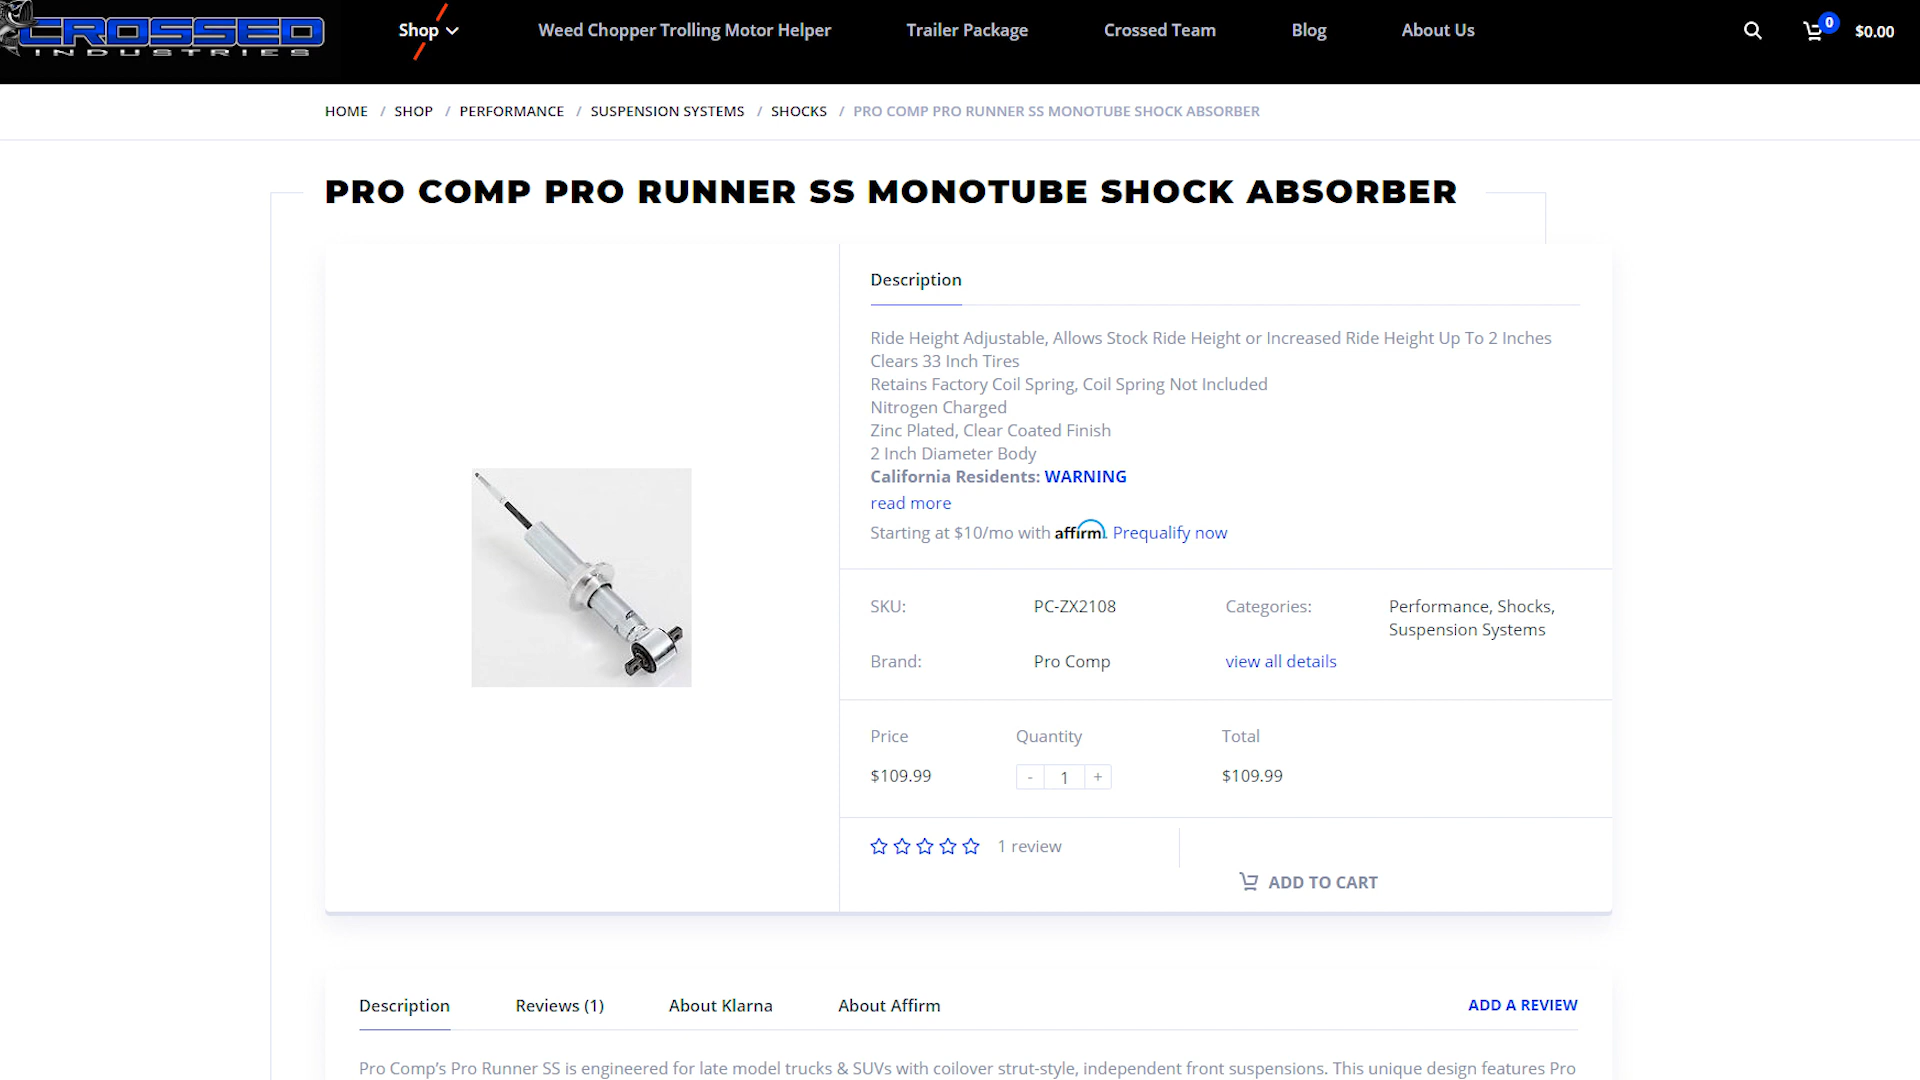 CROSSED
INDUSTRIES
Shop
Weed Chopper Trolling Motor Helper
Trailer Package
Crossed Team
Blog
About Us
0
$0.00
HOME / SHOP / PERFORMANCE / SUSPENSION SYSTEMS / SHOCKS / PRO COMP PRO RUNNER SS MONOTUBE SHOCK ABSORBER
PRO COMP PRO RUNNER SS MONOTUBE SHOCK ABSORBER
Description
Ride Height Adjustable, Allows Stock Ride Height or Increased Ride Height Up To 2 Inches
Clears 33 Inch Tires
Retains Factory Coil Spring, Coil Spring Not Included
Nitrogen Charged
Zinc Plated, Clear Coated Finish
2 Inch Diameter Body
California Residents: WARNING
read more
Starting at $10/mo with affirm. Prequalify now
SKU: PC-ZX2108
Categories: Performance, Shocks,
Suspension Systems
Brand: Pro Comp
view all details
Price Quantity Total
$109.99 - 1 + $109.99
1 review
ADD TO CART
Description Reviews (1) About Klarna About Affirm ADD A REVIEW
Pro Comp's Pro Runner SS is engineered for late model trucks & SUVs with coilover strut-style, independent front suspensions. This unique design features Pro